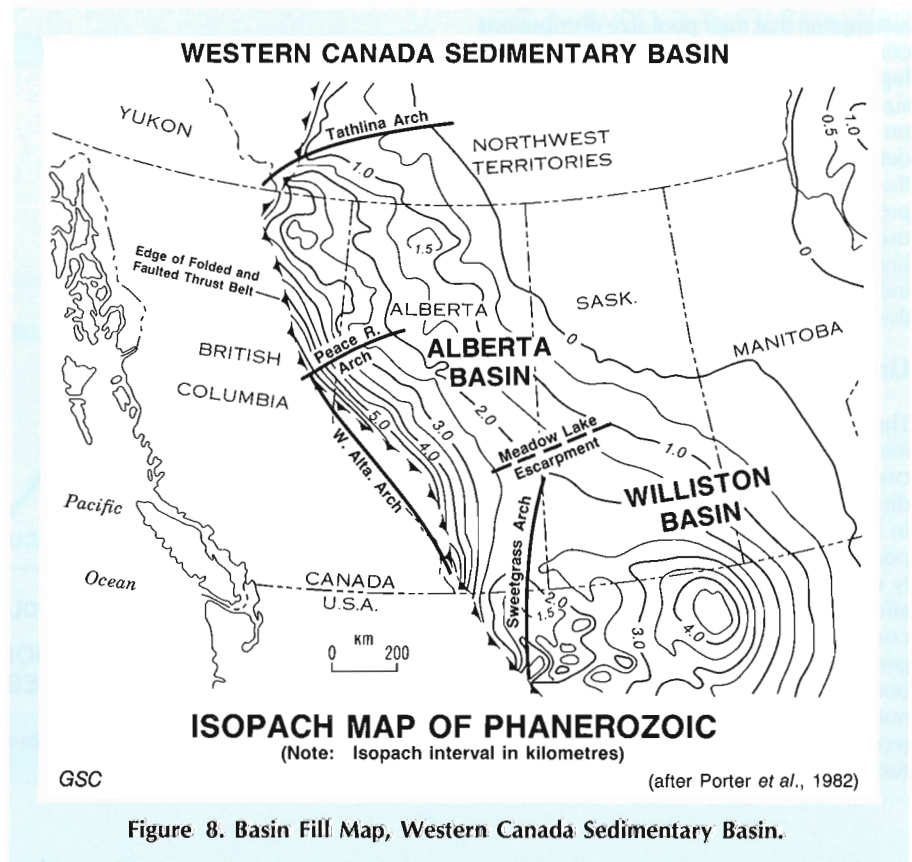 WESTERN CANADA SEDIMENTARY BASIN
YUKON
Tathlina Arch
NORTHWEST
TERRITORIES
1.0
0.5
1.0
0
1.5
Edge of Folded and
Faulted Thrust Belt
ALBERTA
SASK.
MANITOBA
0
BRITISH
COLUMBIA
Peace R.
Arch
ALBERTA
BASIN
5.0
4.0
3.0
2.0
Meadow Lake
Escarpment
1.0
W. Alta. Arch
WILLISTON
BASIN
Pacific
Ocean
Sweetgrass Arch
CANADA
U.S.A.
2.0
1.5
3.0
4.0
KM
0 200
ISOPACH MAP OF PHANEROZOIC
(Note: Isopach interval in kilometres)
GSC
(after Porter et al., 1982)
Figure 8. Basin Fill Map, Western Canada Sedimentary Basin.